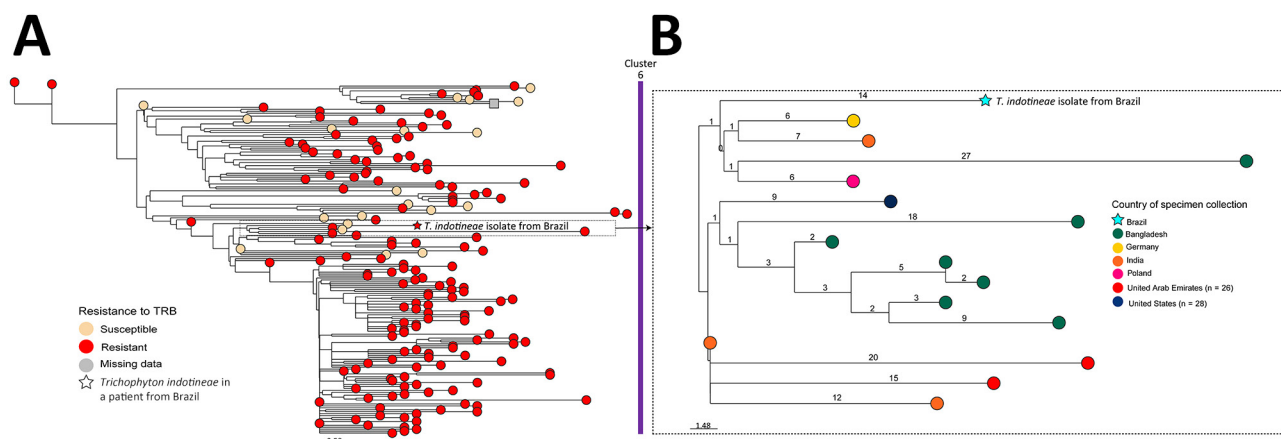 A
B
Cluster
6
T. indotineae isolate from Brazil
Resistance to TRB
Susceptible
Resistant
Missing data
Trichophyton indotineae in
a patient from Brazil
14
T. indotineae isolate from Brazil
1
1
6
7
0
27
1
6
9
1
18
1
2
3
5
2
3
3
2
9
20
15
12
1.48
Country of specimen collection
Brazil
Bangladesh
Germany
India
Poland
United Arab Emirates (n = 26)
United States (n = 28)